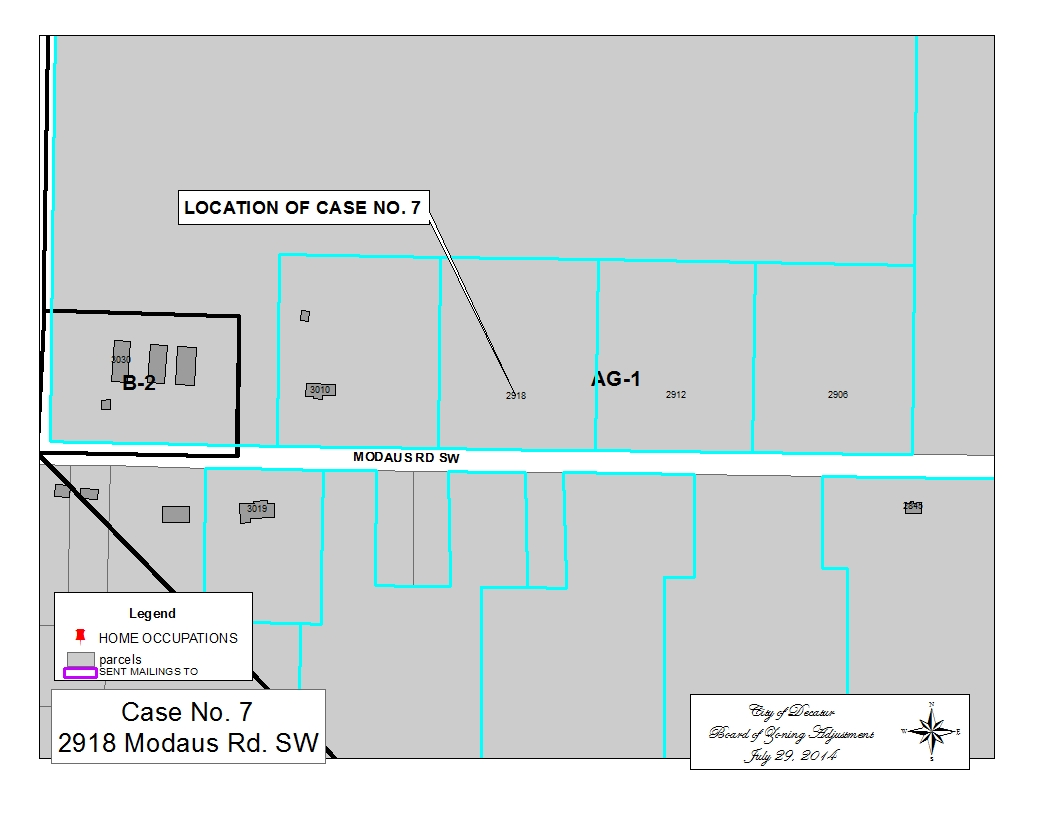 LOCATION OF CASE NO. 7
3030
B-2
3010
2918
AG-1
2912
2906
MODAUS RD SW
3019
2845
Legend
HOME OCCUPATIONS
parcels
SENT MAILINGS TO
Case No. 7
2918 Modaus Rd. SW
City of Decatur
Board of Zoning Adjustment
July 29, 2014
N
W
E
S